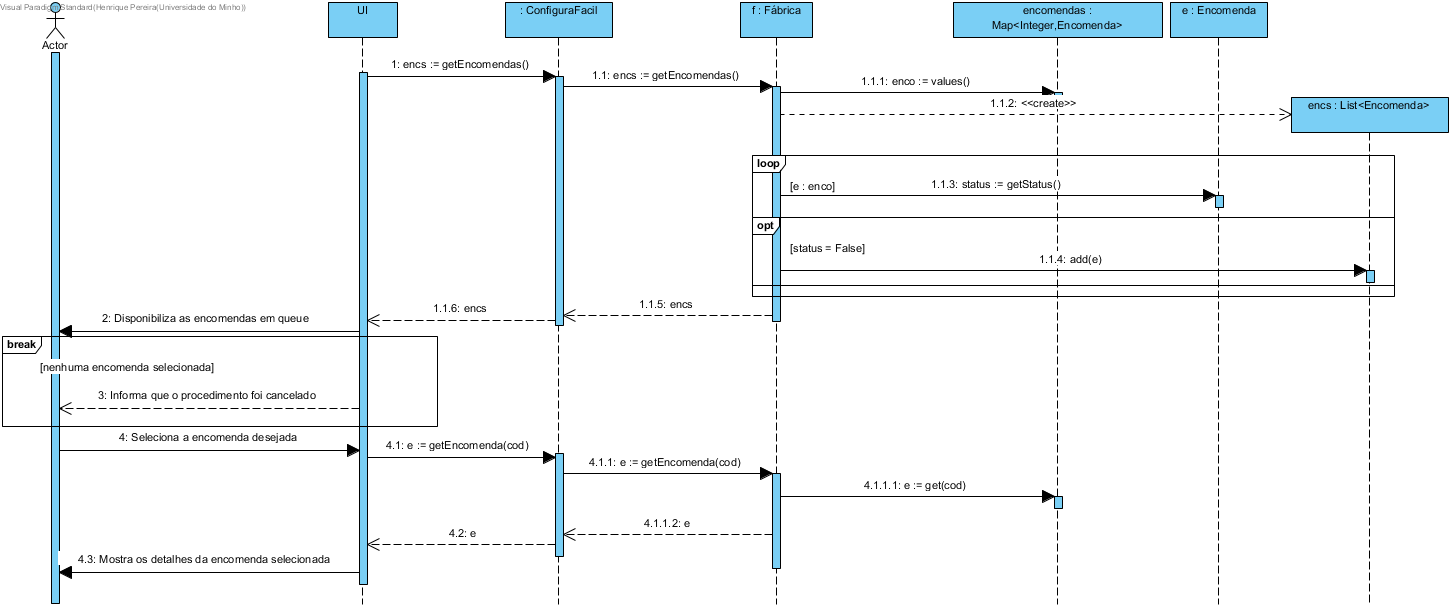 Visual Paradigm Standard(Henrique Pereira(Universidade do Minho))
Actor
UI
: ConfiguraFacil
f : Fábrica
encomendas :
Map<Integer,Encomenda>
e : Encomenda
1: encs := getEncomendas()
1.1: encs := getEncomendas()
1.1.1: enco := values()
1.1.2: <<create>>
encs : List<Encomenda>
loop
[e : enco]
1.1.3: status := getStatus()
opt
[status = False]
1.1.4: add(e)
1.1.5: encs
1.1.6: encs
2: Disponibiliza as encomendas em queue
break
[nenhuma encomenda selecionada]
3: Informa que o procedimento foi cancelado
4: Seleciona a encomenda desejada
4.1: e := getEncomenda(cod)
4.1.1: e := getEncomenda(cod)
4.1.1.1: e := get(cod)
4.1.1.2: e
4.2: e
4.3: Mostra os detalhes da encomenda selecionada